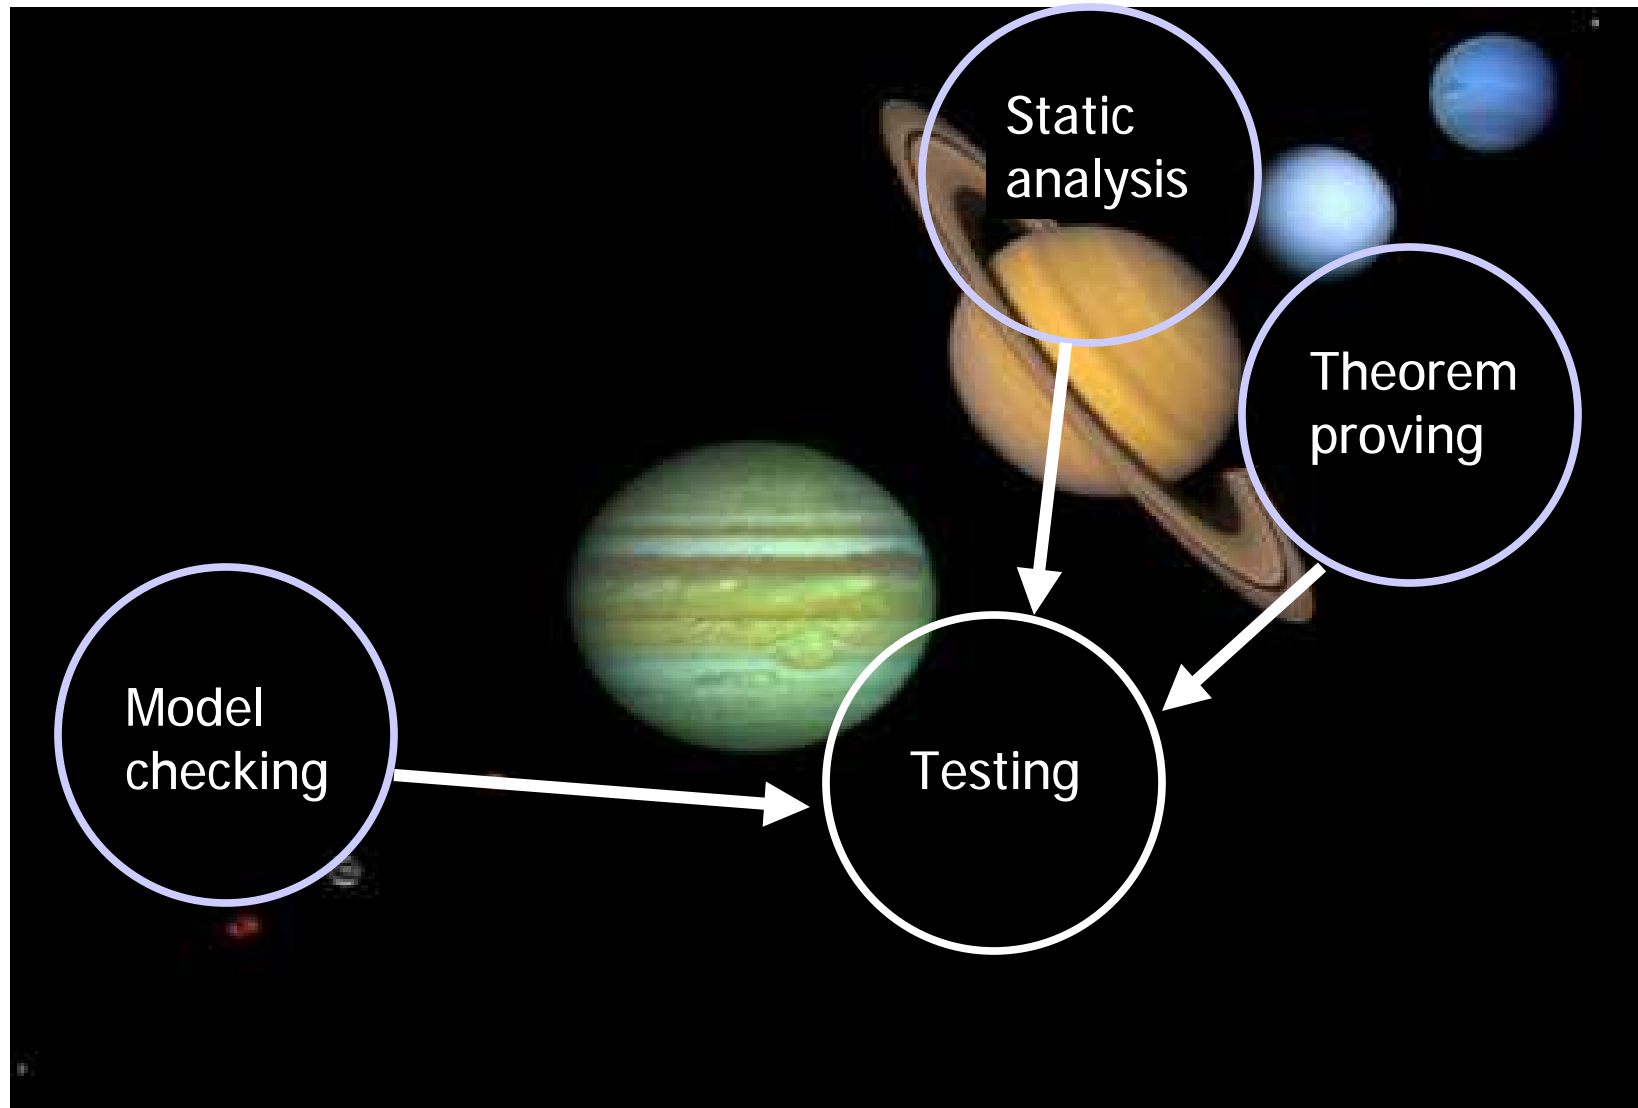 Static
analysis
Theorem
proving
Model
checking
Testing